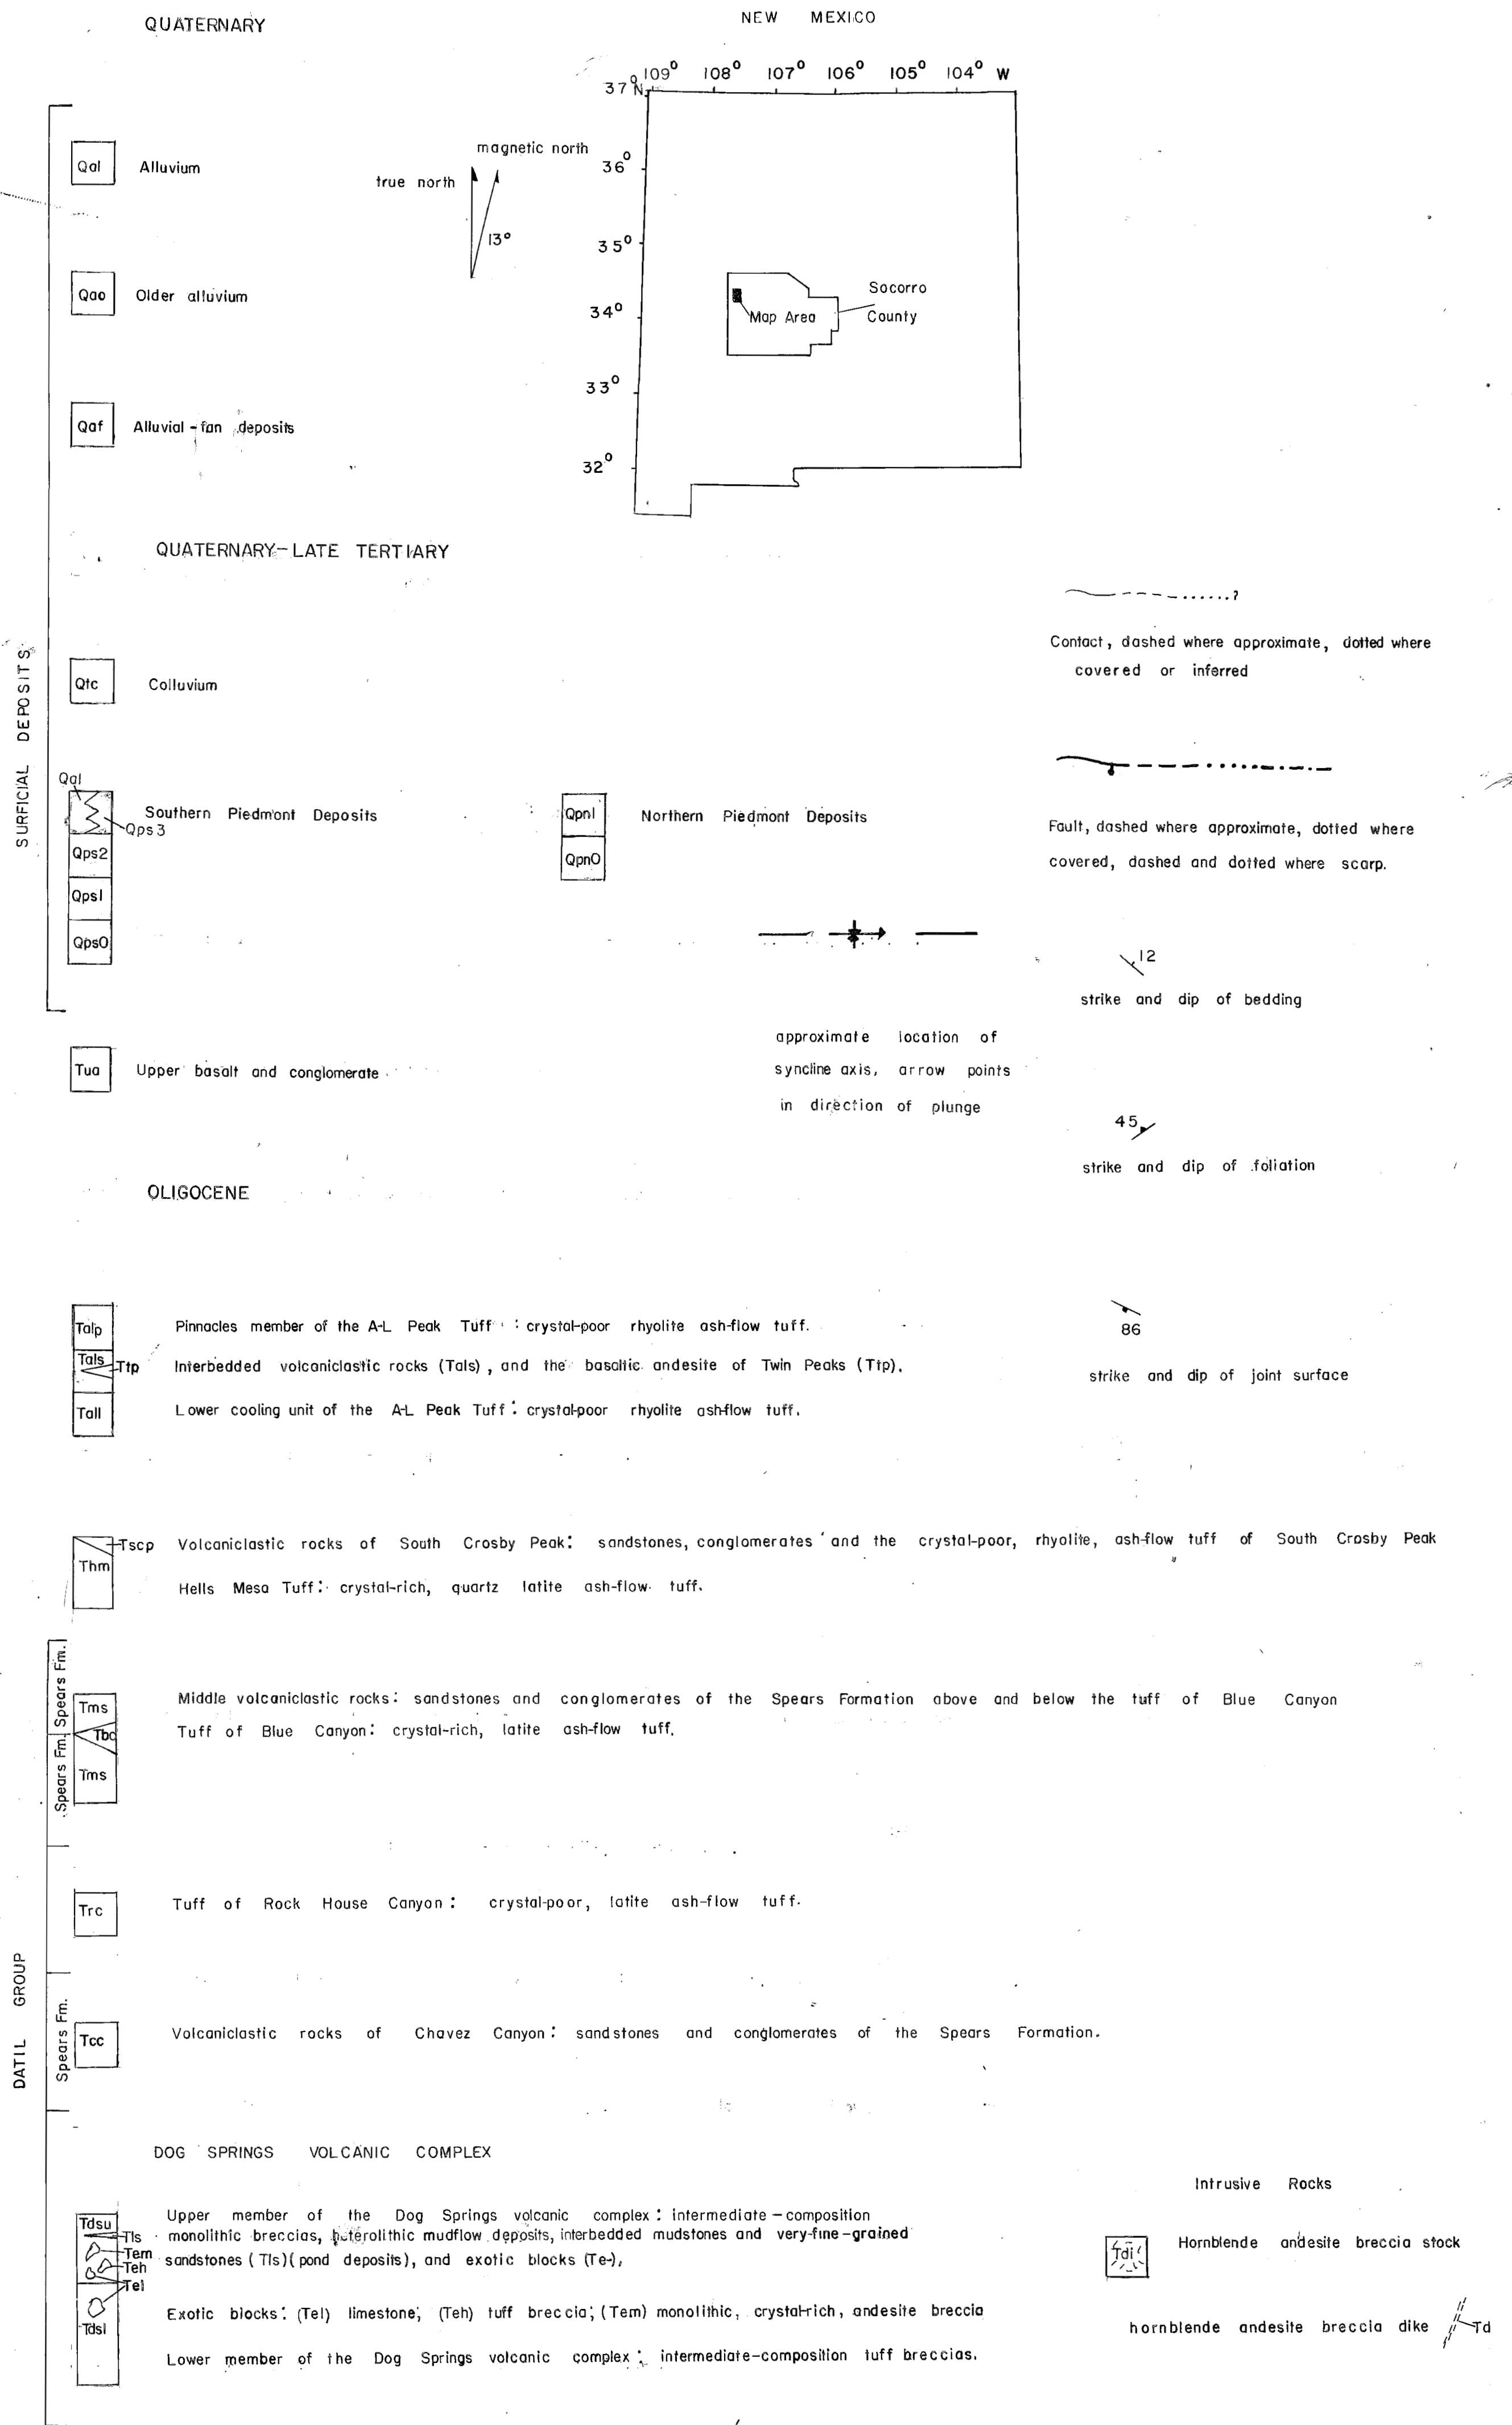 QUATERNARY
NEW MEXICO
109° 108° 107° 106° 105° 104° W
37°N
36°
35°
34°
33°
32°
magnetic north
true north
13°
Socorro
County
Map Area
SURFICIAL DEPOSITS
Qal Alluvium
Qao Older alluvium
Qaf Alluvial-fan deposits
QUATERNARY-LATE TERTIARY
Qtc Colluvium
Qal
Southern Piedmont Deposits
Qps3
Qps2
Qps1
Qps0
Qpn1 Northern Piedmont Deposits
Qpn0
Contact, dashed where approximate, dotted where
covered or inferred
?
Fault, dashed where approximate, dotted where
covered, dashed and dotted where scarp.
approximate location of
syncline axis, arrow points
in direction of plunge
12
strike and dip of bedding
45
strike and dip of foliation
86
strike and dip of joint surface
Tua Upper basalt and conglomerate
OLIGOCENE
Talp Pinnacles member of the A-L Peak Tuff : crystal-poor rhyolite ash-flow tuff.
Tals Ttp Interbedded volcaniclastic rocks (Tals), and the basaltic andesite of Twin Peaks (Ttp).
Tall Lower cooling unit of the A-L Peak Tuff: crystal-poor rhyolite ash-flow tuff.
Tscp Volcaniclastic rocks of South Crosby Peak: sandstones, conglomerates and the crystal-poor, rhyolite, ash-flow tuff of South Crosby Peak
Thm Hells Mesa Tuff: crystal-rich, quartz latite ash-flow tuff.
DATIL GROUP
Spears Fm.
Tms Middle volcaniclastic rocks: sandstones and conglomerates of the Spears Formation above and below the tuff of Blue Canyon
Tbc Tuff of Blue Canyon: crystal-rich, latite ash-flow tuff.
Spears Fm.
Tms
Trc Tuff of Rock House Canyon: crystal-poor, latite ash-flow tuff.
Spears Fm.
Tcc Volcaniclastic rocks of Chavez Canyon: sandstones and conglomerates of the Spears Formation.
DOG SPRINGS VOLCANIC COMPLEX
Tdsu Upper member of the Dog Springs volcanic complex: intermediate-composition
Tls monolithic breccias, heterolithic mudflow deposits, interbedded mudstones and very-fine-grained
Tem sandstones (Tls)(pond deposits), and exotic blocks (Te-).
Teh
Tel
Exotic blocks: (Tel) limestone; (Teh) tuff breccia; (Tem) monolithic, crystal-rich, andesite breccia
Tdsl
Lower member of the Dog Springs volcanic complex: intermediate-composition tuff breccias.
Intrusive Rocks
Tdi Hornblende andesite breccia stock
hornblende andesite breccia dike Td